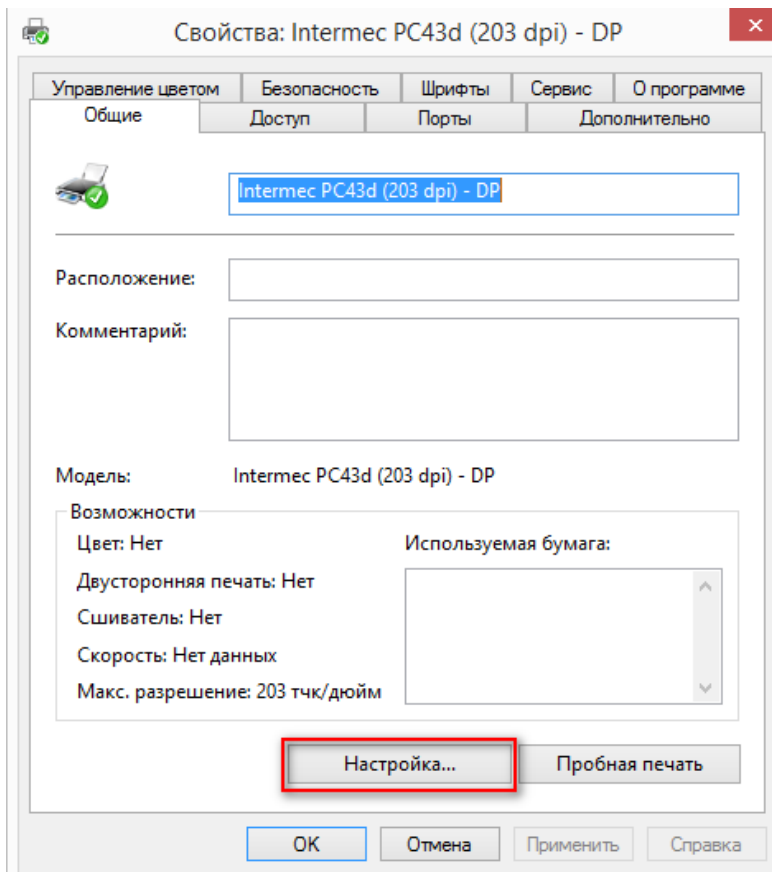 Свойства: Intermec PC43d (203 dpi) - DP
Управление цветом Безопасность Шрифты Сервис О программе
Общие Доступ Порты Дополнительно
Intermec PC43d (203 dpi) - DP
Расположение:
Комментарий:
Модель: Intermec PC43d (203 dpi) - DP
Возможности
Цвет: Нет Используемая бумага:
Двусторонняя печать: Нет
Сшиватель: Нет
Скорость: Нет данных
Макс. разрешение: 203 тчк/дюйм
Настройка... Пробная печать
OK Отмена Применить Справка